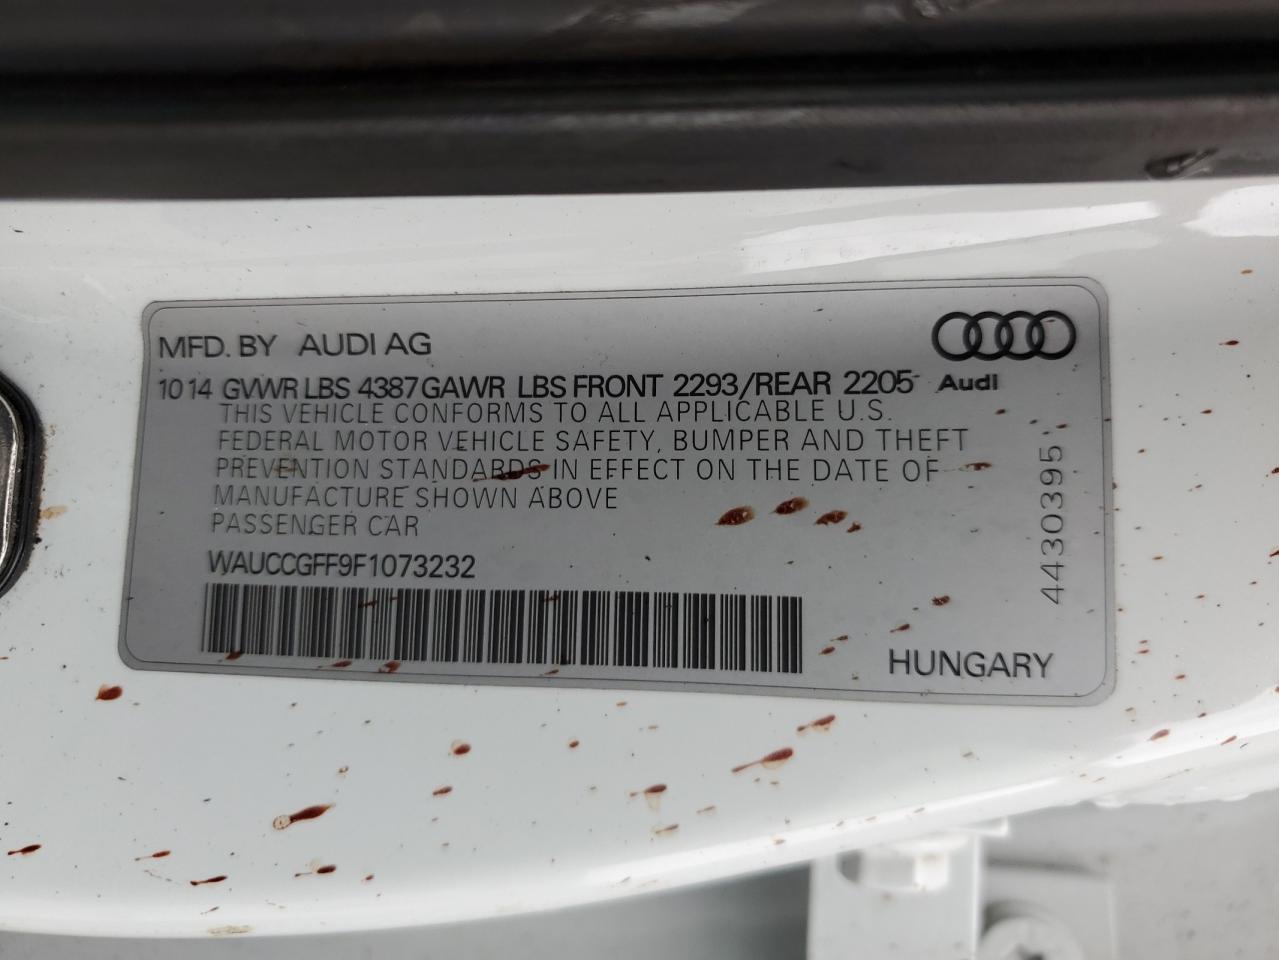 MFD. BY AUDI AG
10 14 GVWR LBS 4387 GAWR LBS FRONT 2293/REAR 2205
Audi
THIS VEHICLE CONFORMS TO ALL APPLICABLE U.S.
FEDERAL MOTOR VEHICLE SAFETY, BUMPER AND THEFT
PREVENTION STANDARDS IN EFFECT ON THE DATE OF
MANUFACTURE SHOWN ABOVE
PASSENGER CAR
WAUCCGFF9F1073232
HUNGARY
44303951